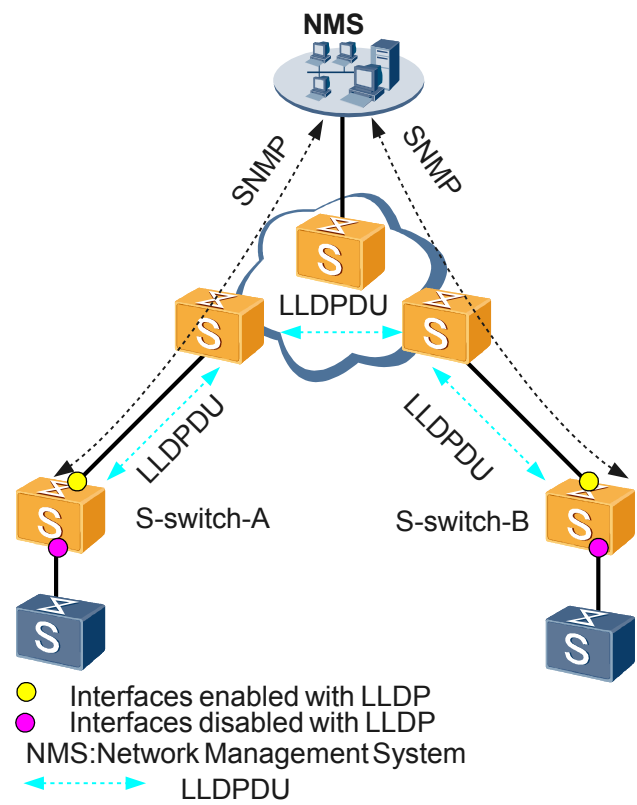 NMS
SNMP
SNMP
S
LLDPDU
S
S
LLDPDU
LLDPDU
S
S-switch-A
S-switch-B
S
S
S
Interfaces enabled with LLDP
Interfaces disabled with LLDP
NMS:Network Management System
LLDPDU